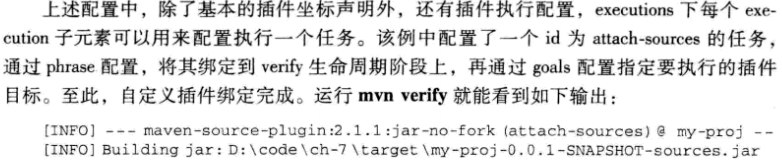 上述配置中，除了基本的插件坐标声明外，还有插件执行配置，executions 下每个 exe-
cution 子元素可以用来配置执行一个任务。该例中配置了一个 id 为 attach-sources 的任务，
通过 phrase 配置，将其绑定到 verify 生命周期阶段上，再通过 goals 配置指定要执行的插件
目标。至此，自定义插件绑定完成。运行 mvn verify 就能看到如下输出：
[INFO] --- maven-source-plugin:2.1.1:jar-no-fork (attach-sources) @ my-proj --
[INFO] Building jar: D:\code\ch-7\target\my-proj-0.0.1-SNAPSHOT-sources.jar